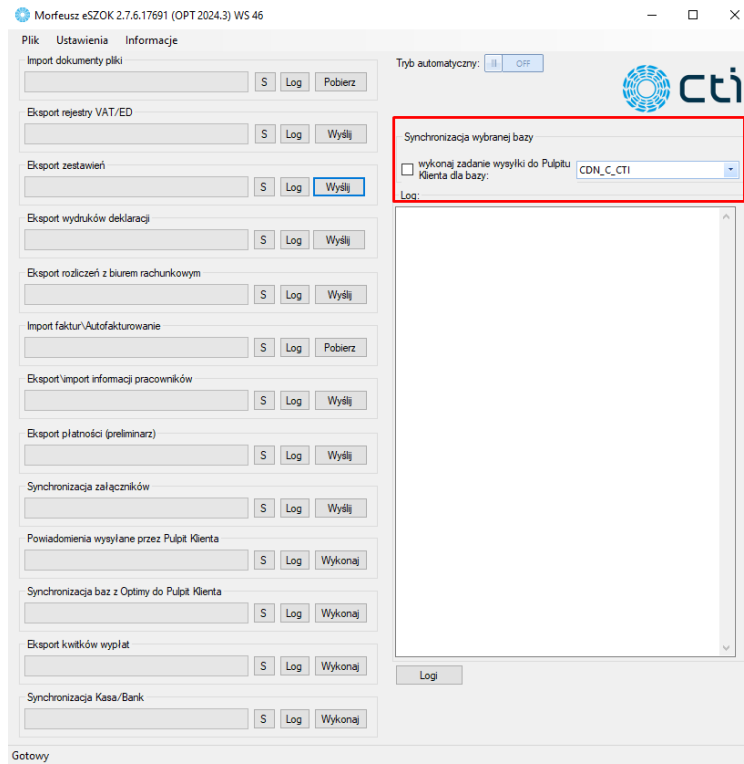 Morfeusz eSZOK 2.7.6.17691 (OPT 2024.3) WS 46
Plik Ustawienia Informacje
Import dokumenty pliki
S Log Pobierz
Eksport rejestry VAT/ED
S Log Wyślij
Eksport zestawień
S Log Wyślij
Eksport wydruków deklaracji
S Log Wyślij
Eksport rozliczeń z biurem rachunkowym
S Log Wyślij
Import faktur\Autofakturowanie
S Log Pobierz
Eksport\import informacji pracowników
S Log Wyślij
Eksport płatności (preliminarz)
S Log Wyślij
Synchronizacja załączników
S Log Wyślij
Powiadomienia wysyłane przez Pulpit Klienta
S Log Wykonaj
Synchronizacja baz z Optimy do Pulpit Klienta
S Log Wykonaj
Eksport kwitków wypłat
S Log Wykonaj
Synchronizacja Kasa/Bank
S Log Wykonaj
Tryb automatyczny: OFF
cti
Synchronizacja wybranej bazy
wykonaj zadanie wysyłki do Pulpitu
Klienta dla bazy: CDN_C_CTI
Log:
Logi
Gotowy